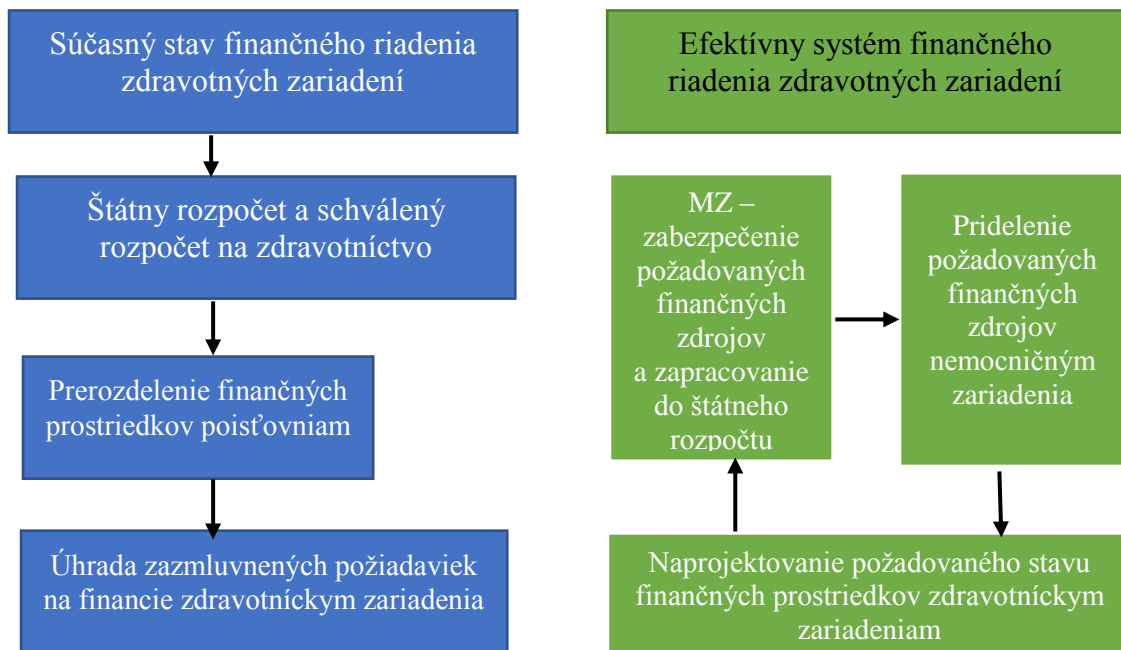 Súčasný stav finančného riadenia
zdravotných zariadení
Štátny rozpočet a schválený
rozpočet na zdravotníctvo
Prerozdelenie finančných
prostriedkov poisťovniam
Úhrada zazmluvnených požiadaviek
na financie zdravotníckym zariadenia
Efektívny systém finančného
riadenia zdravotných zariadení
MZ –
zabezpečenie
požadovaných
finančných
zdrojov
a zapracovanie
do štátneho
rozpočtu
Pridelenie
požadovaných
finančných
zdrojov
nemocničným
zariadenia
Naprojektovanie požadovaného stavu
finančných prostriedkov zdravotníckym
zariadeniam